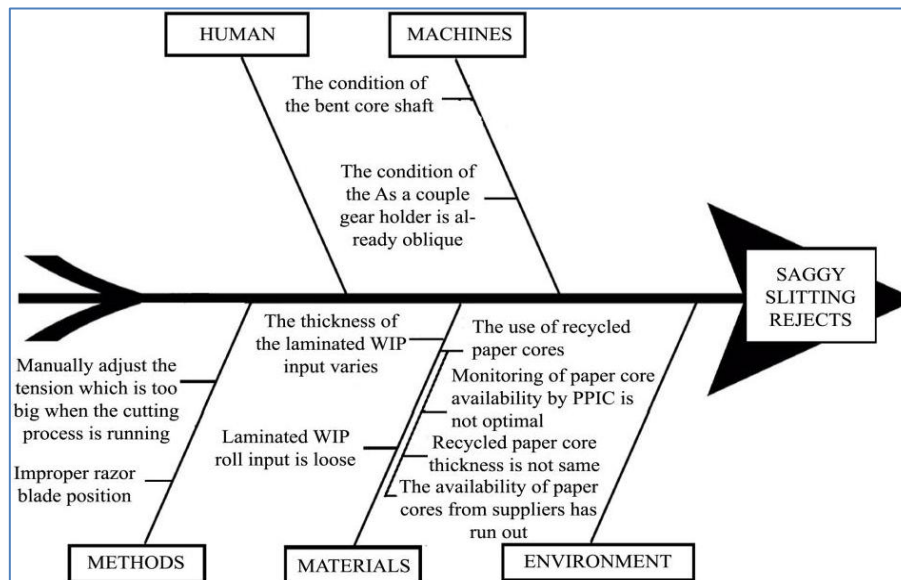 HUMAN
MACHINES
The condition of
the bent core shaft
The condition of
the As a couple
gear holder is al-
ready oblique
SAGGY
SLITTING
REJECTS
Manually adjust the
tension which is too
big when the cutting
process is running
Improper razor
blade position
The thickness of
the laminated WIP
input varies
Laminated WIP
roll input is loose
The use of recycled
paper cores
Monitoring of paper core
availability by PPIC is
not optimal
Recycled paper core
thickness is not same
The availability of paper
cores from suppliers has
run out
METHODS
MATERIALS
ENVIRONMENT